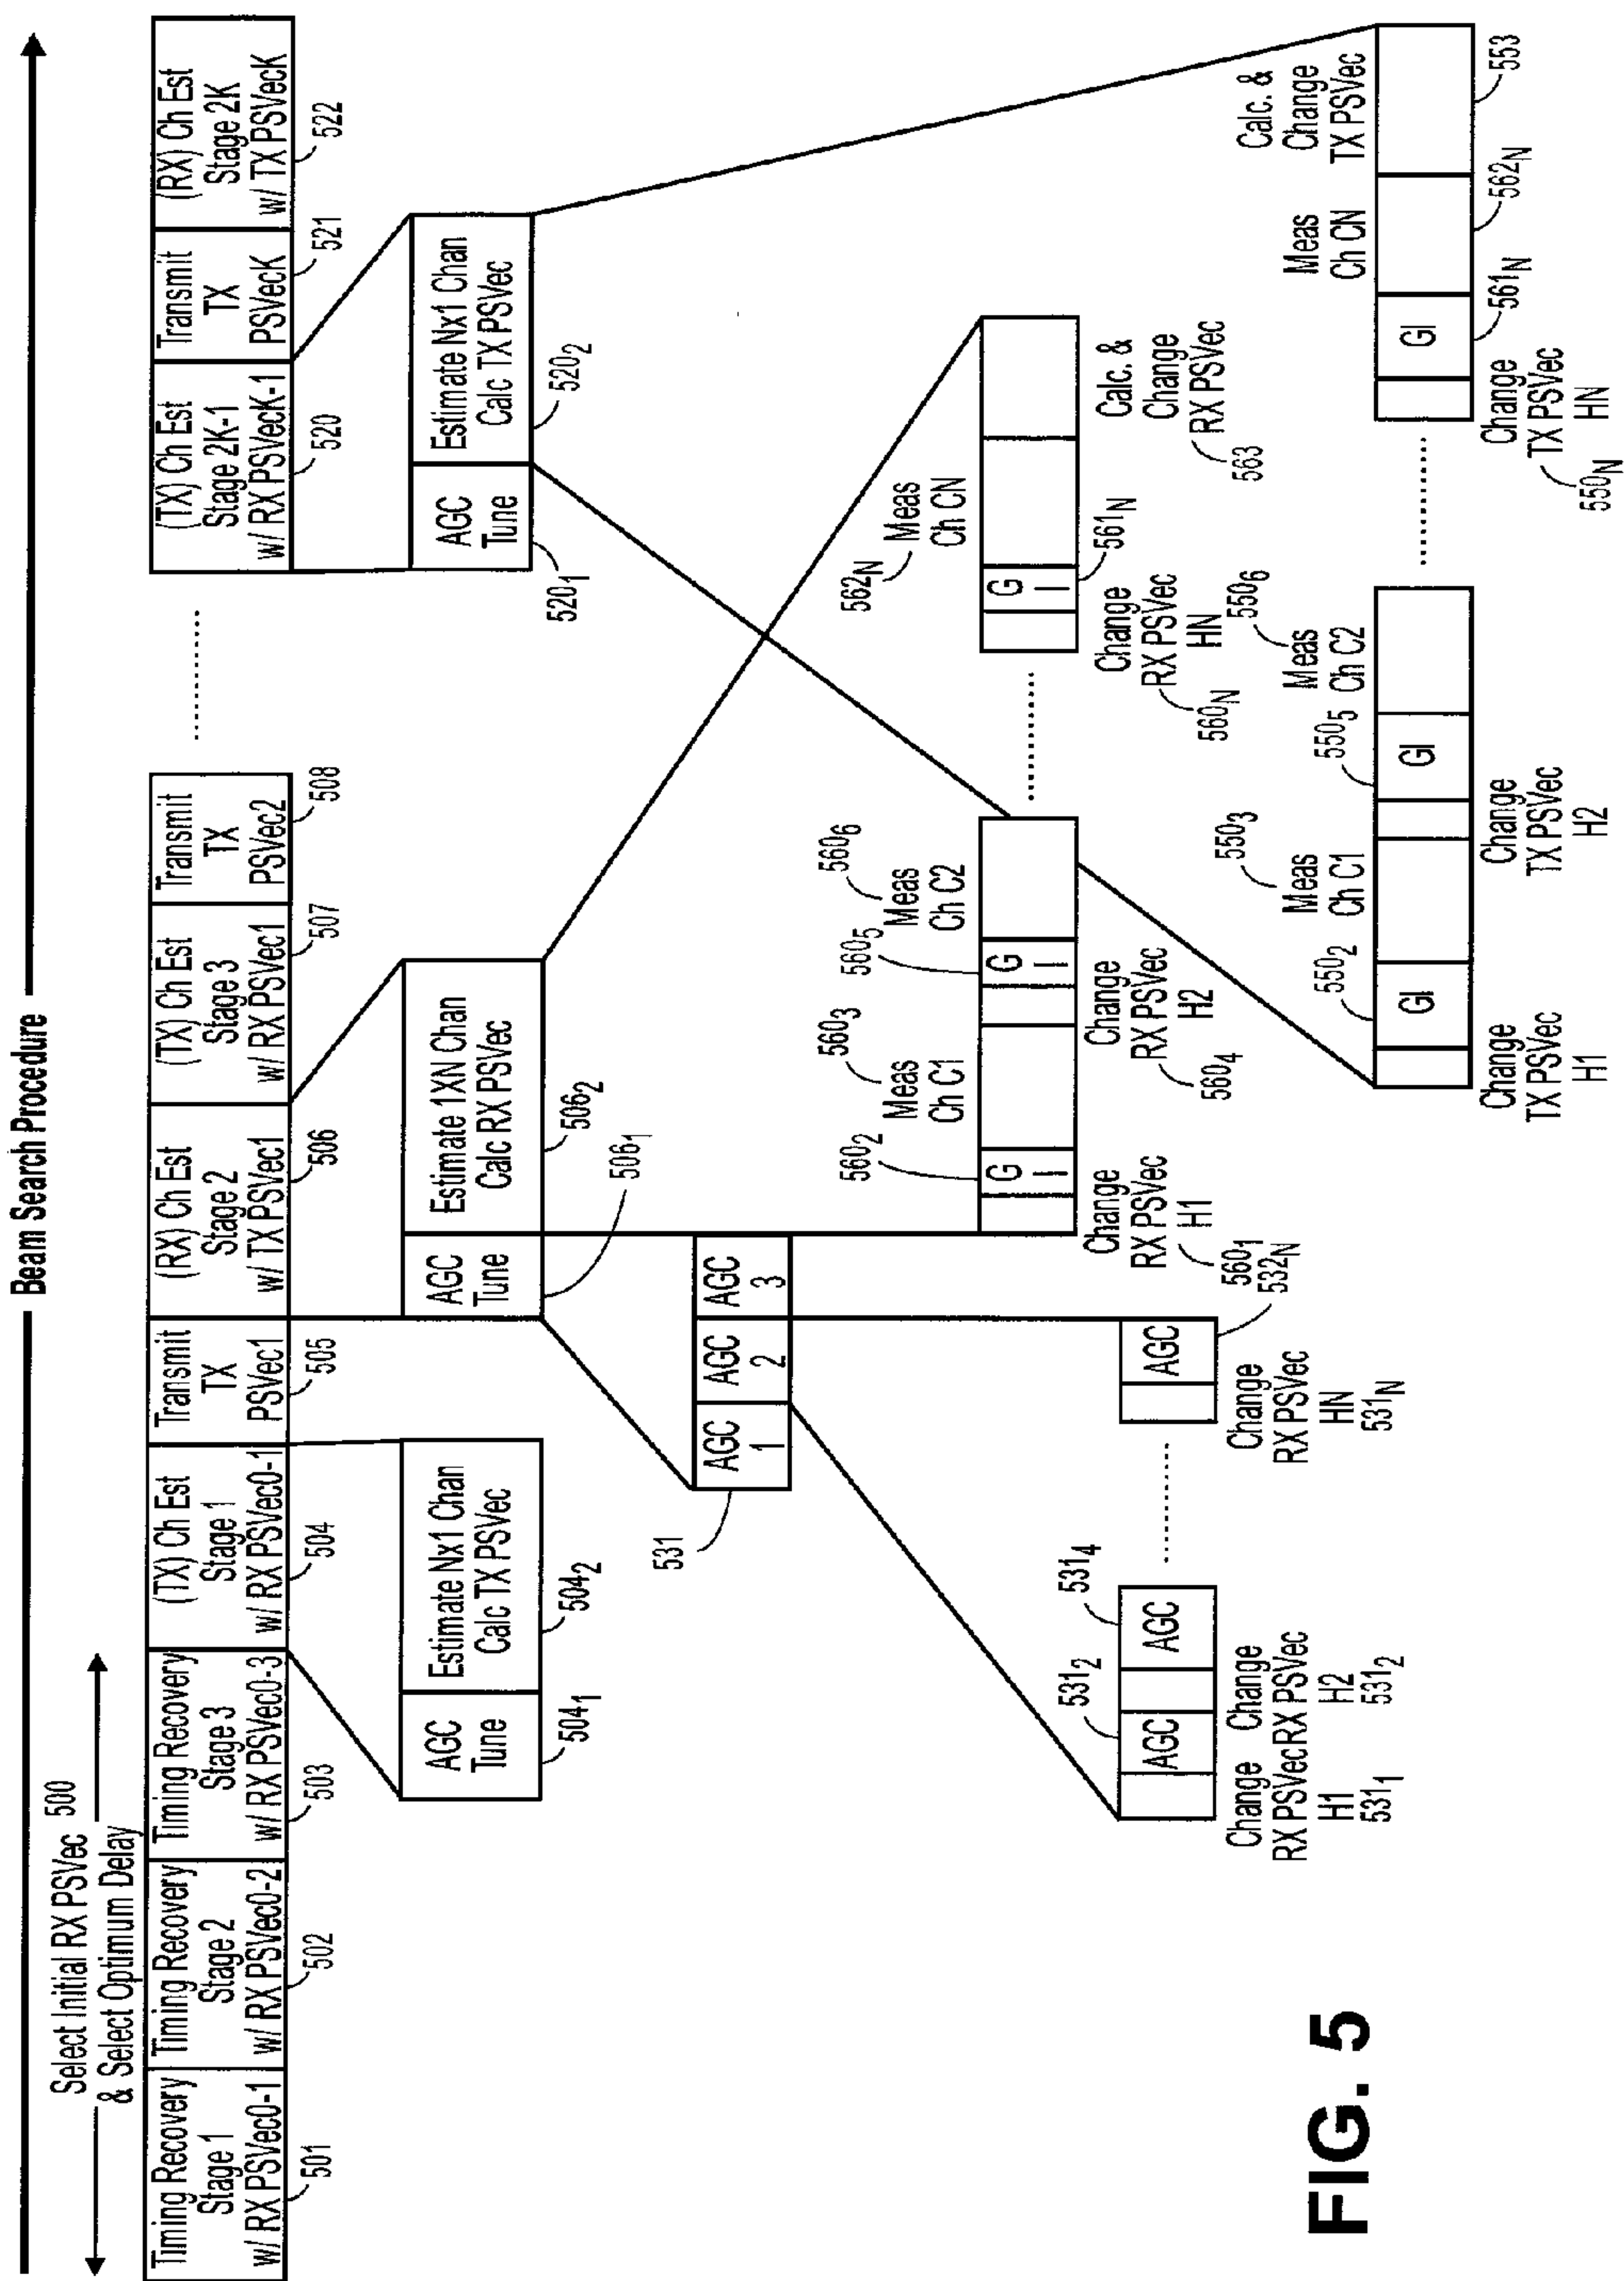 Beam Search Procedure
Select Initial RX PSVec 500
& Select Optimum Delay
Timing Recovery
Stage 1
w/ RX PSVec0-1
501
Timing Recovery
Stage 2
w/ RX PSVec0-2
502
Timing Recovery
Stage 3
w/ RX PSVec0-3
503
(TX) Ch Est
Stage 1
w/ RX PSVec0-1
504
Transmit
TX
PSVec1
505
(RX) Ch Est
Stage 2
w/ TX PSVec1
506
(TX) Ch Est
Stage 3
w/ RX PSVec1
507
Transmit
TX
PSVec2
508
(TX) Ch Est
Stage 2K-1
w/ RX PSVecK-1
520
Transmit
TX
PSVecK
521
(RX) Ch Est
Stage 2K
w/ TX PSVecK
522
AGC
Tune
504₁
Estimate Nx1 Chan
Calc TX PSVec
504₂
AGC
Tune
506₁
Estimate 1XN Chan
Calc RX PSVec
506₂
AGC
Tune
520₁
Estimate Nx1 Chan
Calc TX PSVec
520₂
531
AGC
1
AGC
2
AGC
3
560₂
GI
560₃
Meas
Ch C1
560₅
GI
560₆
Meas
Ch C2
562N
Meas
Ch CN
GI
561N
Change
RX PSVec
H1
560₁
Change
RX PSVec
H2
560₄
Change
RX PSVec
HN
560N
Calc. &
Change
RX PSVec
563
531₂
AGC
531₄
AGC
AGC
532N
Change
RX PSVec
H1
531₁
Change
RX PSVec
H2
531₂
Change
RX PSVec
HN
531N
550₂
GI
550₃
Meas
Ch C1
550₅
GI
550₆
Meas
Ch C2
GI
561N
Meas
Ch CN
562N
Calc. &
Change
TX PSVec
553
Change
TX PSVec
H1
Change
TX PSVec
H2
Change
TX PSVec
HN
550N
FIG. 5